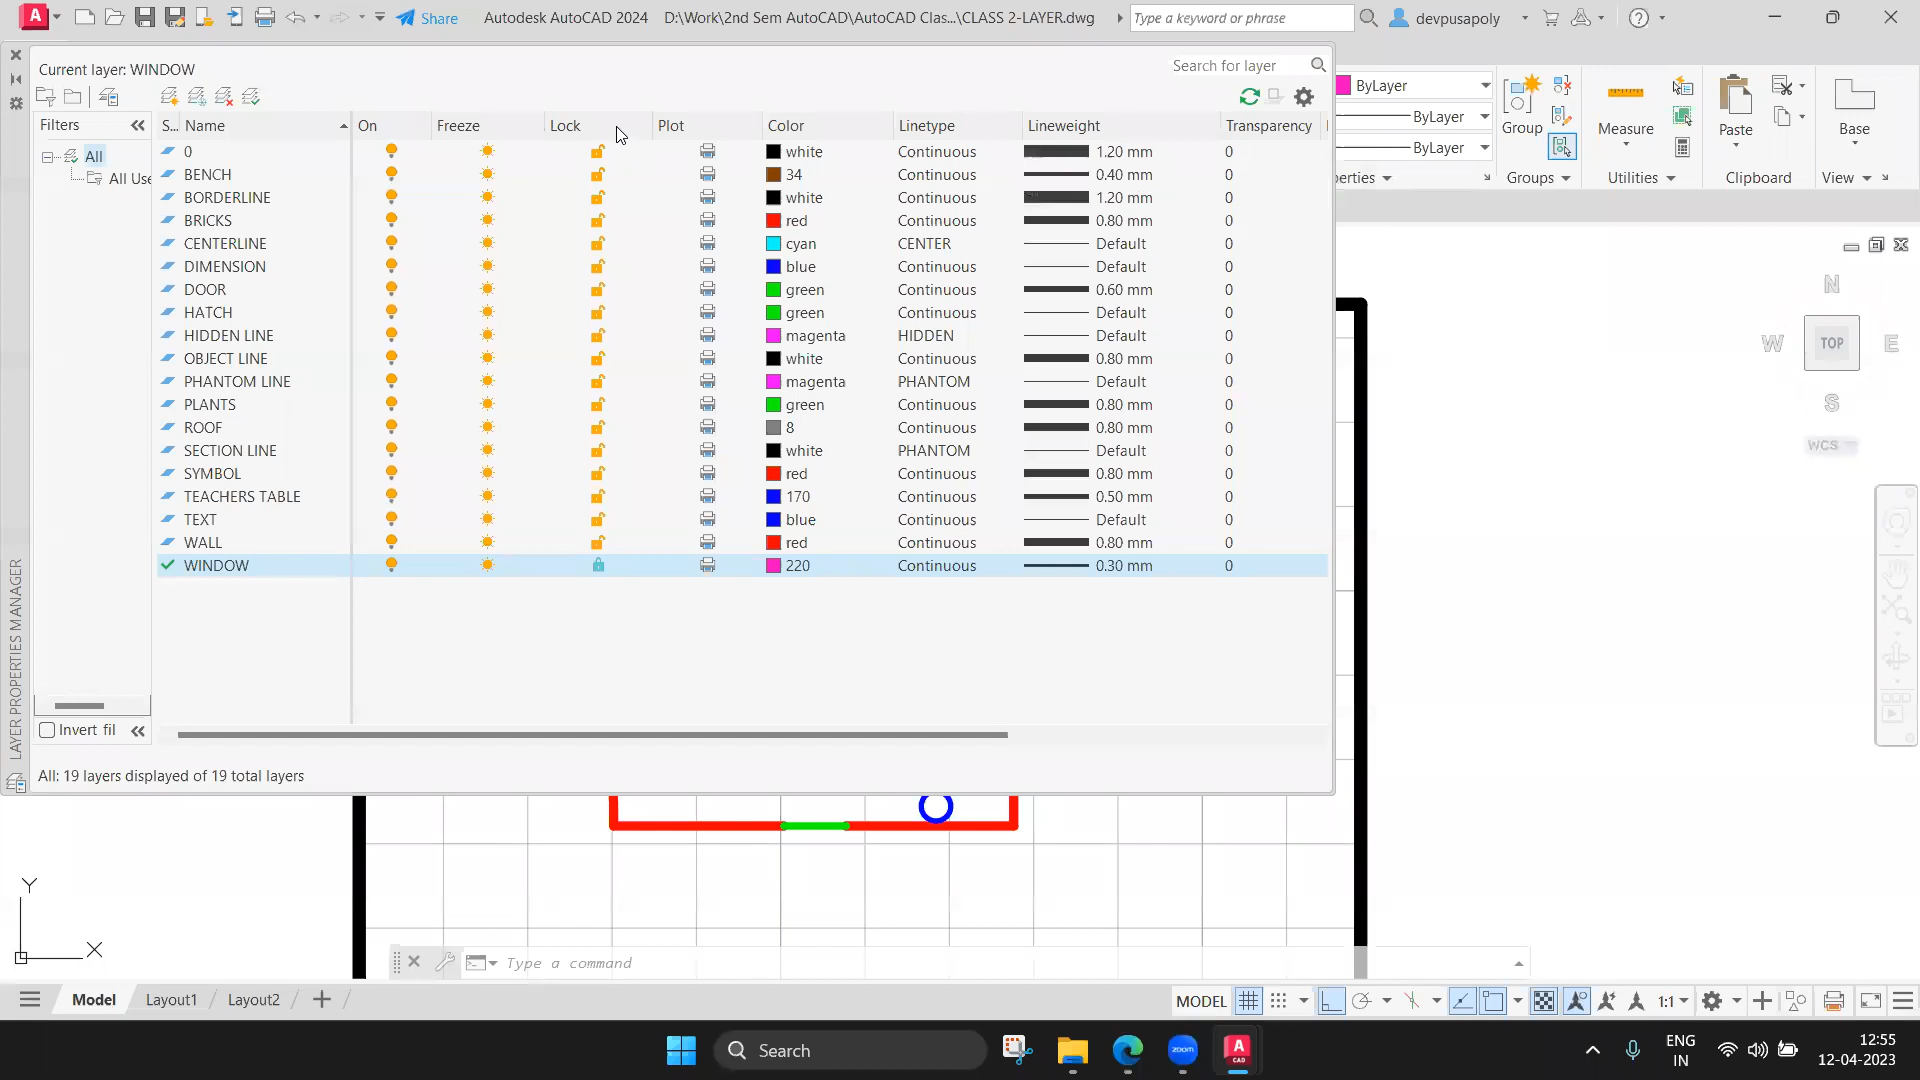 Share
Autodesk AutoCAD 2024
D:\Work\2nd Sem AutoCAD\AutoCAD Clas...\CLASS 2-LAYER.dwg
Type a keyword or phrase
devpusapoly
Current layer: WINDOW
Search for layer
Filters
All
All Use
Invert fil
S.. Name On Freeze Lock Plot Color Linetype Lineweight Transparency
0 white Continuous 1.20 mm 0
BENCH 34 Continuous 0.40 mm 0
BORDERLINE white Continuous 1.20 mm 0
BRICKS red Continuous 0.80 mm 0
CENTERLINE cyan CENTER Default 0
DIMENSION blue Continuous Default 0
DOOR green Continuous 0.60 mm 0
HATCH green Continuous Default 0
HIDDEN LINE magenta HIDDEN Default 0
OBJECT LINE white Continuous 0.80 mm 0
PHANTOM LINE magenta PHANTOM Default 0
PLANTS green Continuous 0.80 mm 0
ROOF 8 Continuous 0.80 mm 0
SECTION LINE white PHANTOM Default 0
SYMBOL red Continuous 0.80 mm 0
TEACHERS TABLE 170 Continuous 0.50 mm 0
TEXT blue Continuous Default 0
WALL red Continuous 0.80 mm 0
WINDOW 220 Continuous 0.30 mm 0
All: 19 layers displayed of 19 total layers
LAYER PROPERTIES MANAGER
ByLayer
ByLayer
ByLayer
perties
Group
Groups
Measure
Utilities
Paste
Clipboard
Base
View
N
W TOP E
S
WCS
Y
X
Type a command
Model Layout1 Layout2
MODEL 1:1
Search
zoom
A
CAD
ENG
IN
12:55
12-04-2023